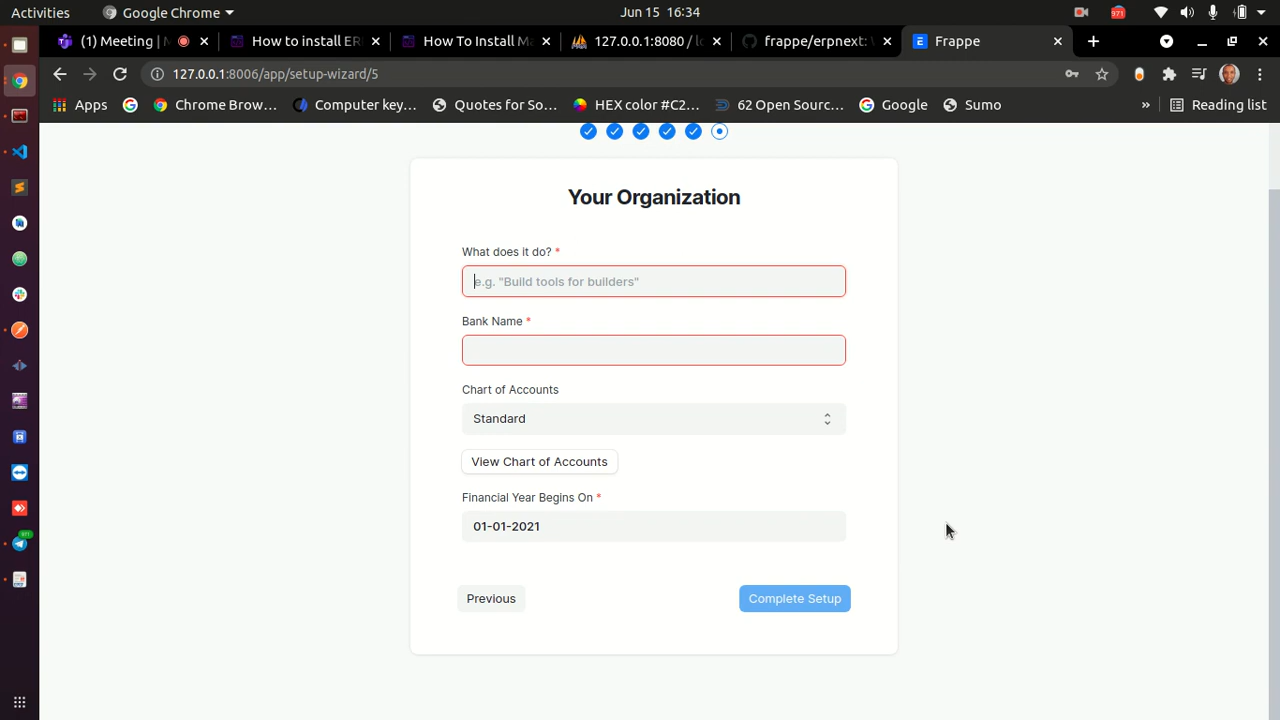 Activities
Google Chrome
Jun 15 16:34
971
(1) Meeting | M
How to install ER
How To Install Ma
127.0.0.1:8080 / lo
frappe/erpnext: W
Frappe
127.0.0.1:8006/app/setup-wizard/5
Apps
Chrome Brow...
Computer key...
Quotes for So...
HEX color #C2...
62 Open Sourc...
Google
Sumo
»
Reading list
Your Organization
What does it do? *
e.g. "Build tools for builders"
Bank Name *
Chart of Accounts
Standard
View Chart of Accounts
Financial Year Begins On *
01-01-2021
Previous
Complete Setup
971